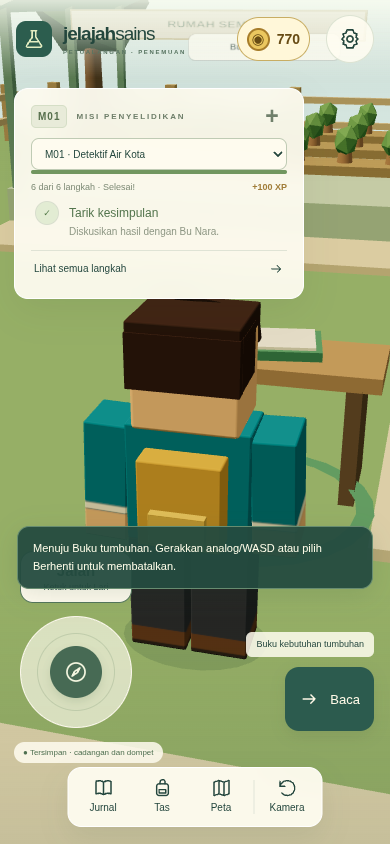 jelajahsains
770
M01
MISI PENYELIDIKAN
M01 · Detektif Air Kota
6 dari 6 langkah · Selesai!
+100 XP
Tarik kesimpulan
Diskusikan hasil dengan Bu Nara.
Lihat semua langkah
Menuju Buku tumbuhan. Gerakkan analog/WASD atau pilih
Berhenti untuk membatalkan.
Buku kebutuhan tumbuhan
Baca
Tersimpan · cadangan dan dompet
Jurnal
Tas
Peta
Kamera